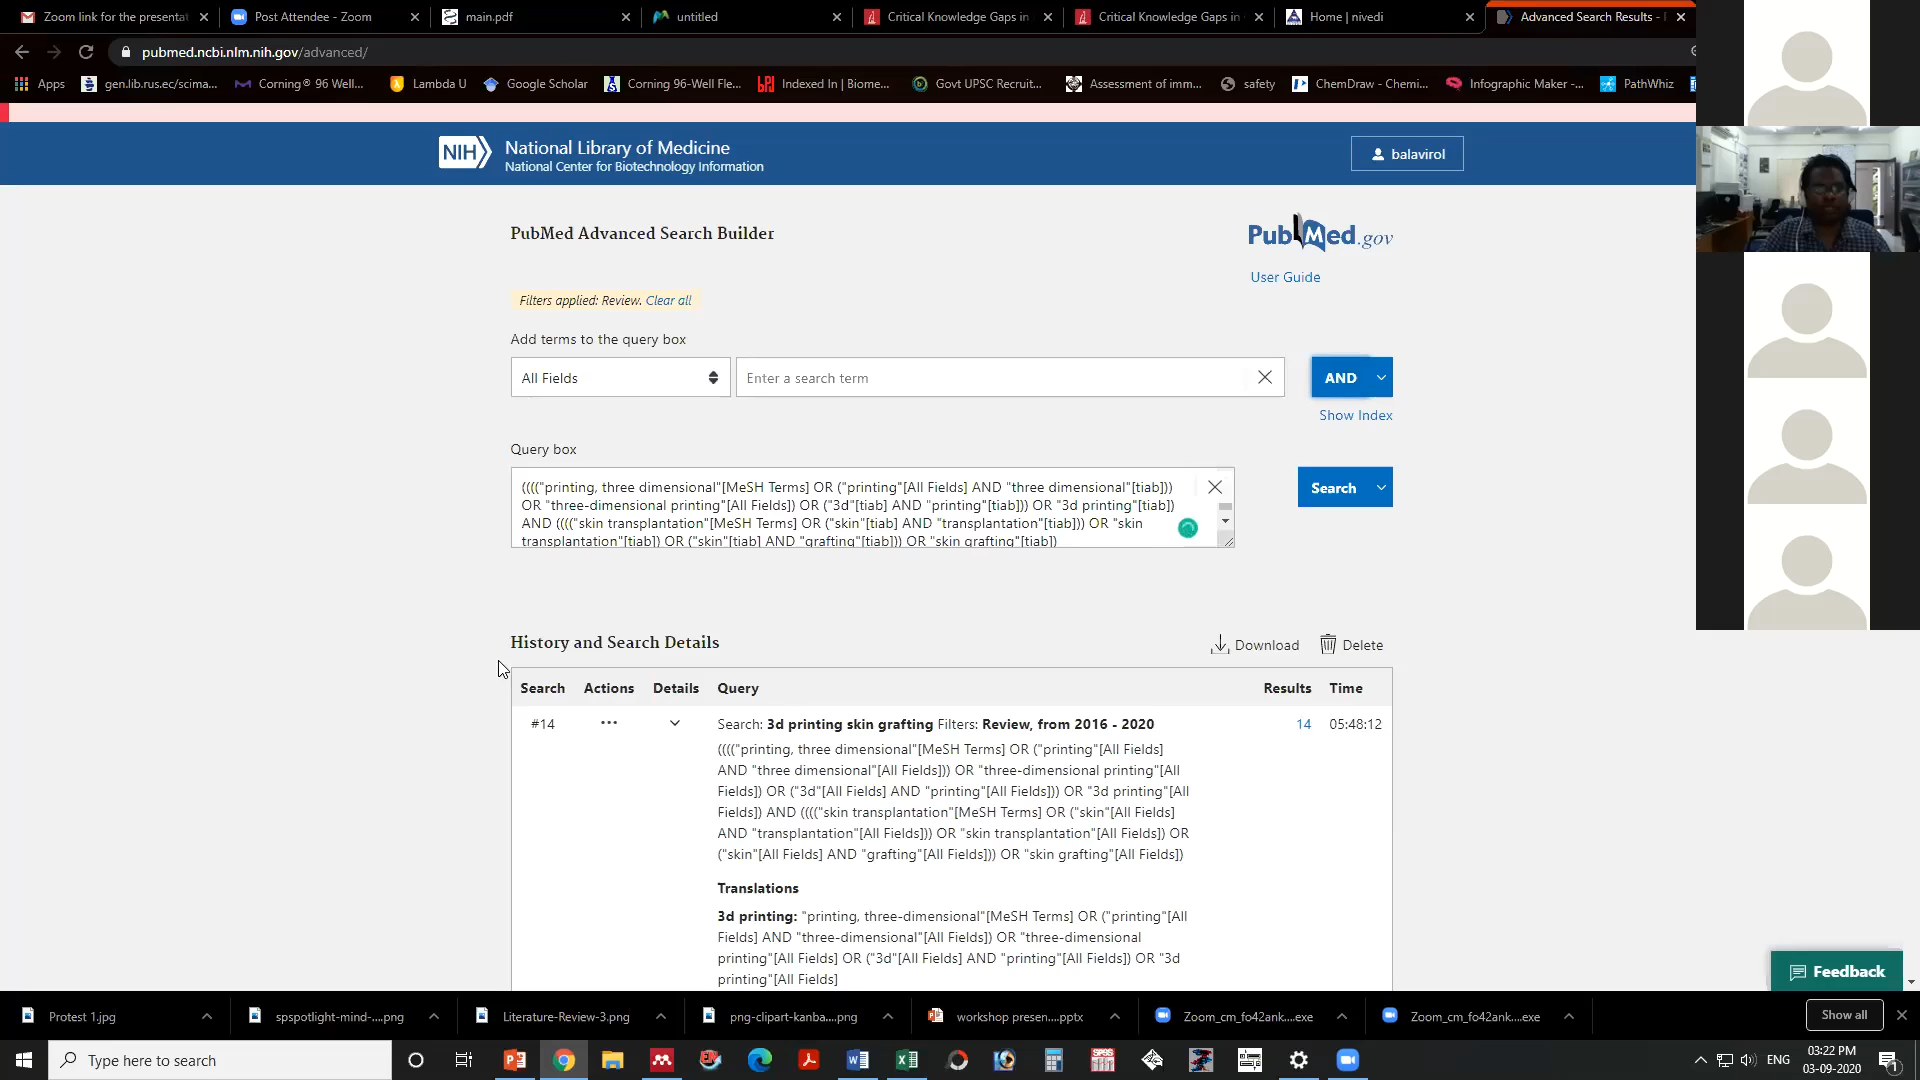 Zoom link for the presentat
Post Attendee - Zoom
main.pdf
untitled
Critical Knowledge Gaps in
Critical Knowledge Gaps in
Home | nivedi
Advanced Search Results -
pubmed.ncbi.nlm.nih.gov/advanced/
Apps
gen.lib.rus.ec/scima...
Corning® 96 Well...
Lambda U
Google Scholar
Corning 96-Well Fle...
Indexed In | Biome...
Govt UPSC Recruit...
Assessment of imm...
safety
ChemDraw - Chemi...
Infographic Maker -...
PathWhiz
NIH
National Library of Medicine
National Center for Biotechnology Information
balavirol
PubMed Advanced Search Builder
PubMed.gov
User Guide
Filters applied: Review. Clear all
Add terms to the query box
All Fields
Enter a search term
AND
Show Index
Query box
(((("printing, three dimensional"[MeSH Terms] OR ("printing"[All Fields] AND "three dimensional"[tiab]))
OR "three-dimensional printing"[All Fields]) OR ("3d"[tiab] AND "printing"[tiab])) OR "3d printing"[tiab])
AND (((("skin transplantation"[MeSH Terms] OR ("skin"[tiab] AND "transplantation"[tiab])) OR "skin
transplantation"[tiab]) OR ("skin"[tiab] AND "grafting"[tiab])) OR "skin grafting"[tiab])
Search
History and Search Details
Download
Delete
Search Actions Details Query Results Time
#14 ... Search: 3d printing skin grafting Filters: Review, from 2016 - 2020 14 05:48:12
(((("printing, three dimensional"[MeSH Terms] OR ("printing"[All Fields]
AND "three dimensional"[All Fields])) OR "three-dimensional printing"[All
Fields]) OR ("3d"[All Fields] AND "printing"[All Fields])) OR "3d printing"[All
Fields]) AND (((("skin transplantation"[MeSH Terms] OR ("skin"[All Fields]
AND "transplantation"[All Fields])) OR "skin transplantation"[All Fields]) OR
("skin"[All Fields] AND "grafting"[All Fields])) OR "skin grafting"[All Fields])
Translations
3d printing: "printing, three-dimensional"[MeSH Terms] OR ("printing"[All
Fields] AND "three-dimensional"[All Fields]) OR "three-dimensional
printing"[All Fields] OR ("3d"[All Fields] AND "printing"[All Fields]) OR "3d
printing"[All Fields]
Feedback
Protest 1.jpg
spspotlight-mind-....png
Literature-Review-3.png
png-clipart-kanba....png
workshop presen....pptx
Zoom_cm_fo42ank....exe
Zoom_cm_fo42ank....exe
Show all
Type here to search
ENG
03:22 PM
03-09-2020
1